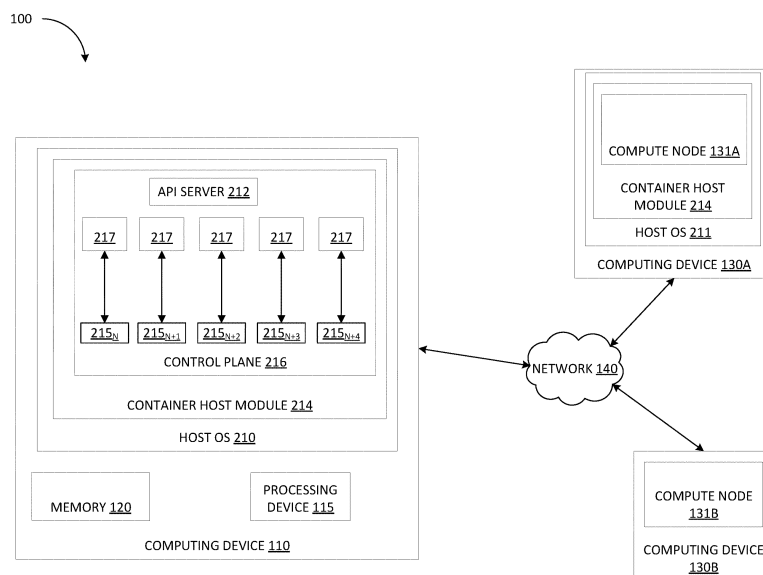 100
API SERVER 212
217 217 217 217 217
215N 215N+1 215N+2 215N+3 215N+4
CONTROL PLANE 216
CONTAINER HOST MODULE 214
HOST OS 210
MEMORY 120
PROCESSING
DEVICE 115
COMPUTING DEVICE 110
NETWORK 140
COMPUTE NODE 131A
CONTAINER HOST
MODULE 214
HOST OS 211
COMPUTING DEVICE 130A
COMPUTE NODE
131B
COMPUTING DEVICE
130B